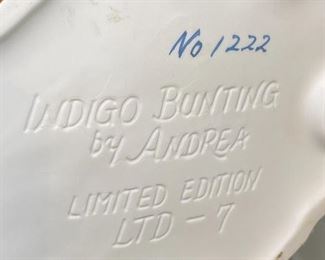 No 1222
INDIGO BUNTING
by ANDREA
LIMITED EDITION
LTD - 7